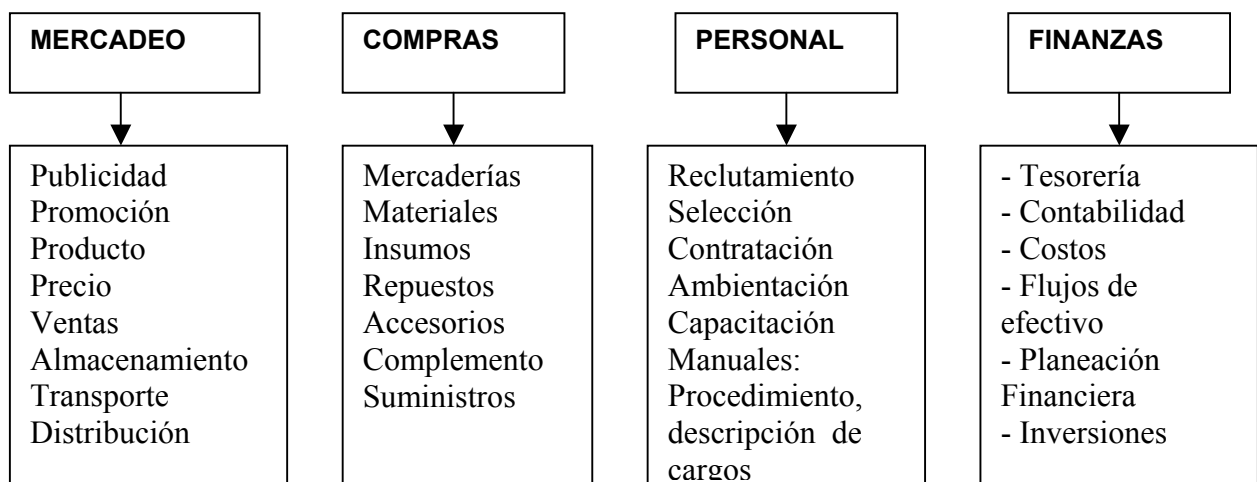 MERCADEO
Publicidad
Promoción
Producto
Precio
Ventas
Almacenamiento
Transporte
Distribución
COMPRAS
Mercaderías
Materiales
Insumos
Repuestos
Accesorios
Complemento
Suministros
PERSONAL
Reclutamiento
Selección
Contratación
Ambientación
Capacitación
Manuales:
Procedimiento,
descripción de
cargos
FINANZAS
- Tesorería
- Contabilidad
- Costos
- Flujos de
efectivo
- Planeación
Financiera
- Inversiones